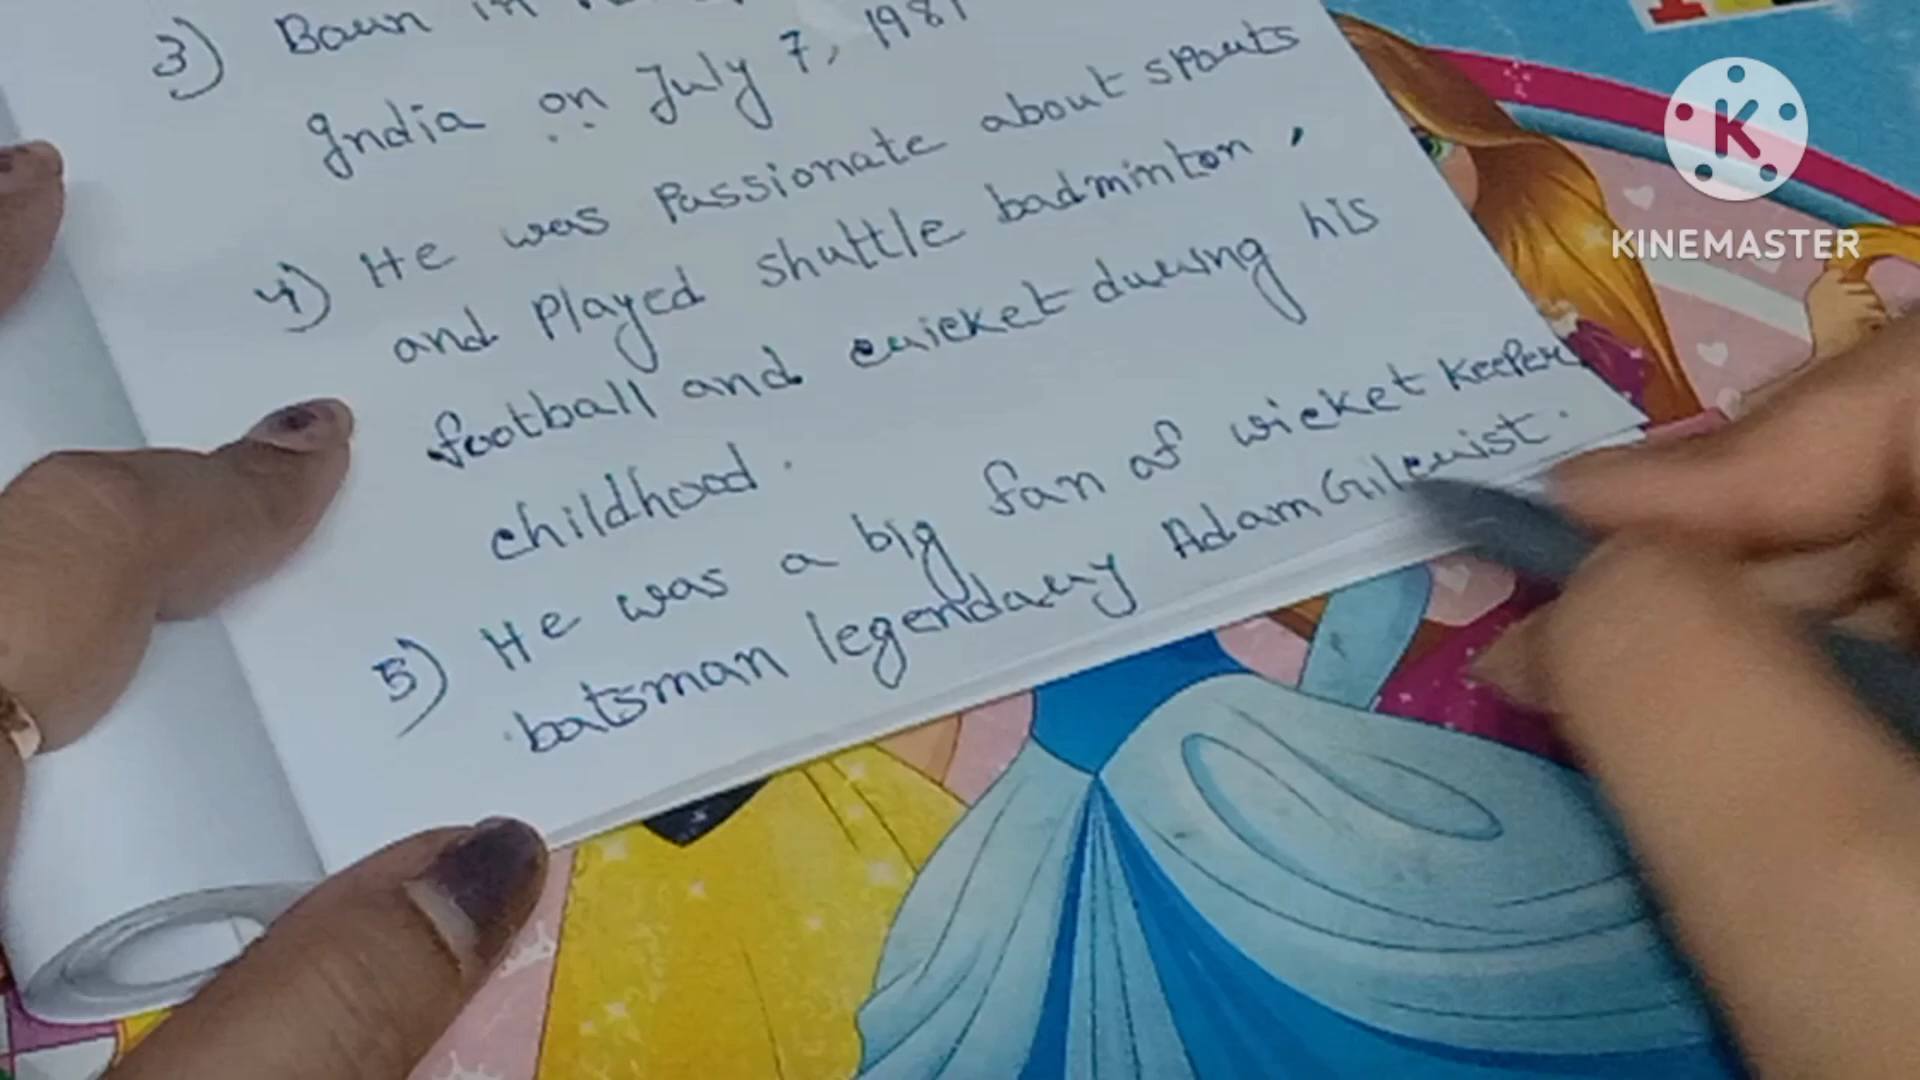 3) Born in
India on July 7, 1981
4) He was Passionate about sports
and Played shuttle badminton,
football and cricket during his
childhood.
5) He was a big fan of wicket keeper
batsman legendary Adam Gilcrist.
KINEMASTER